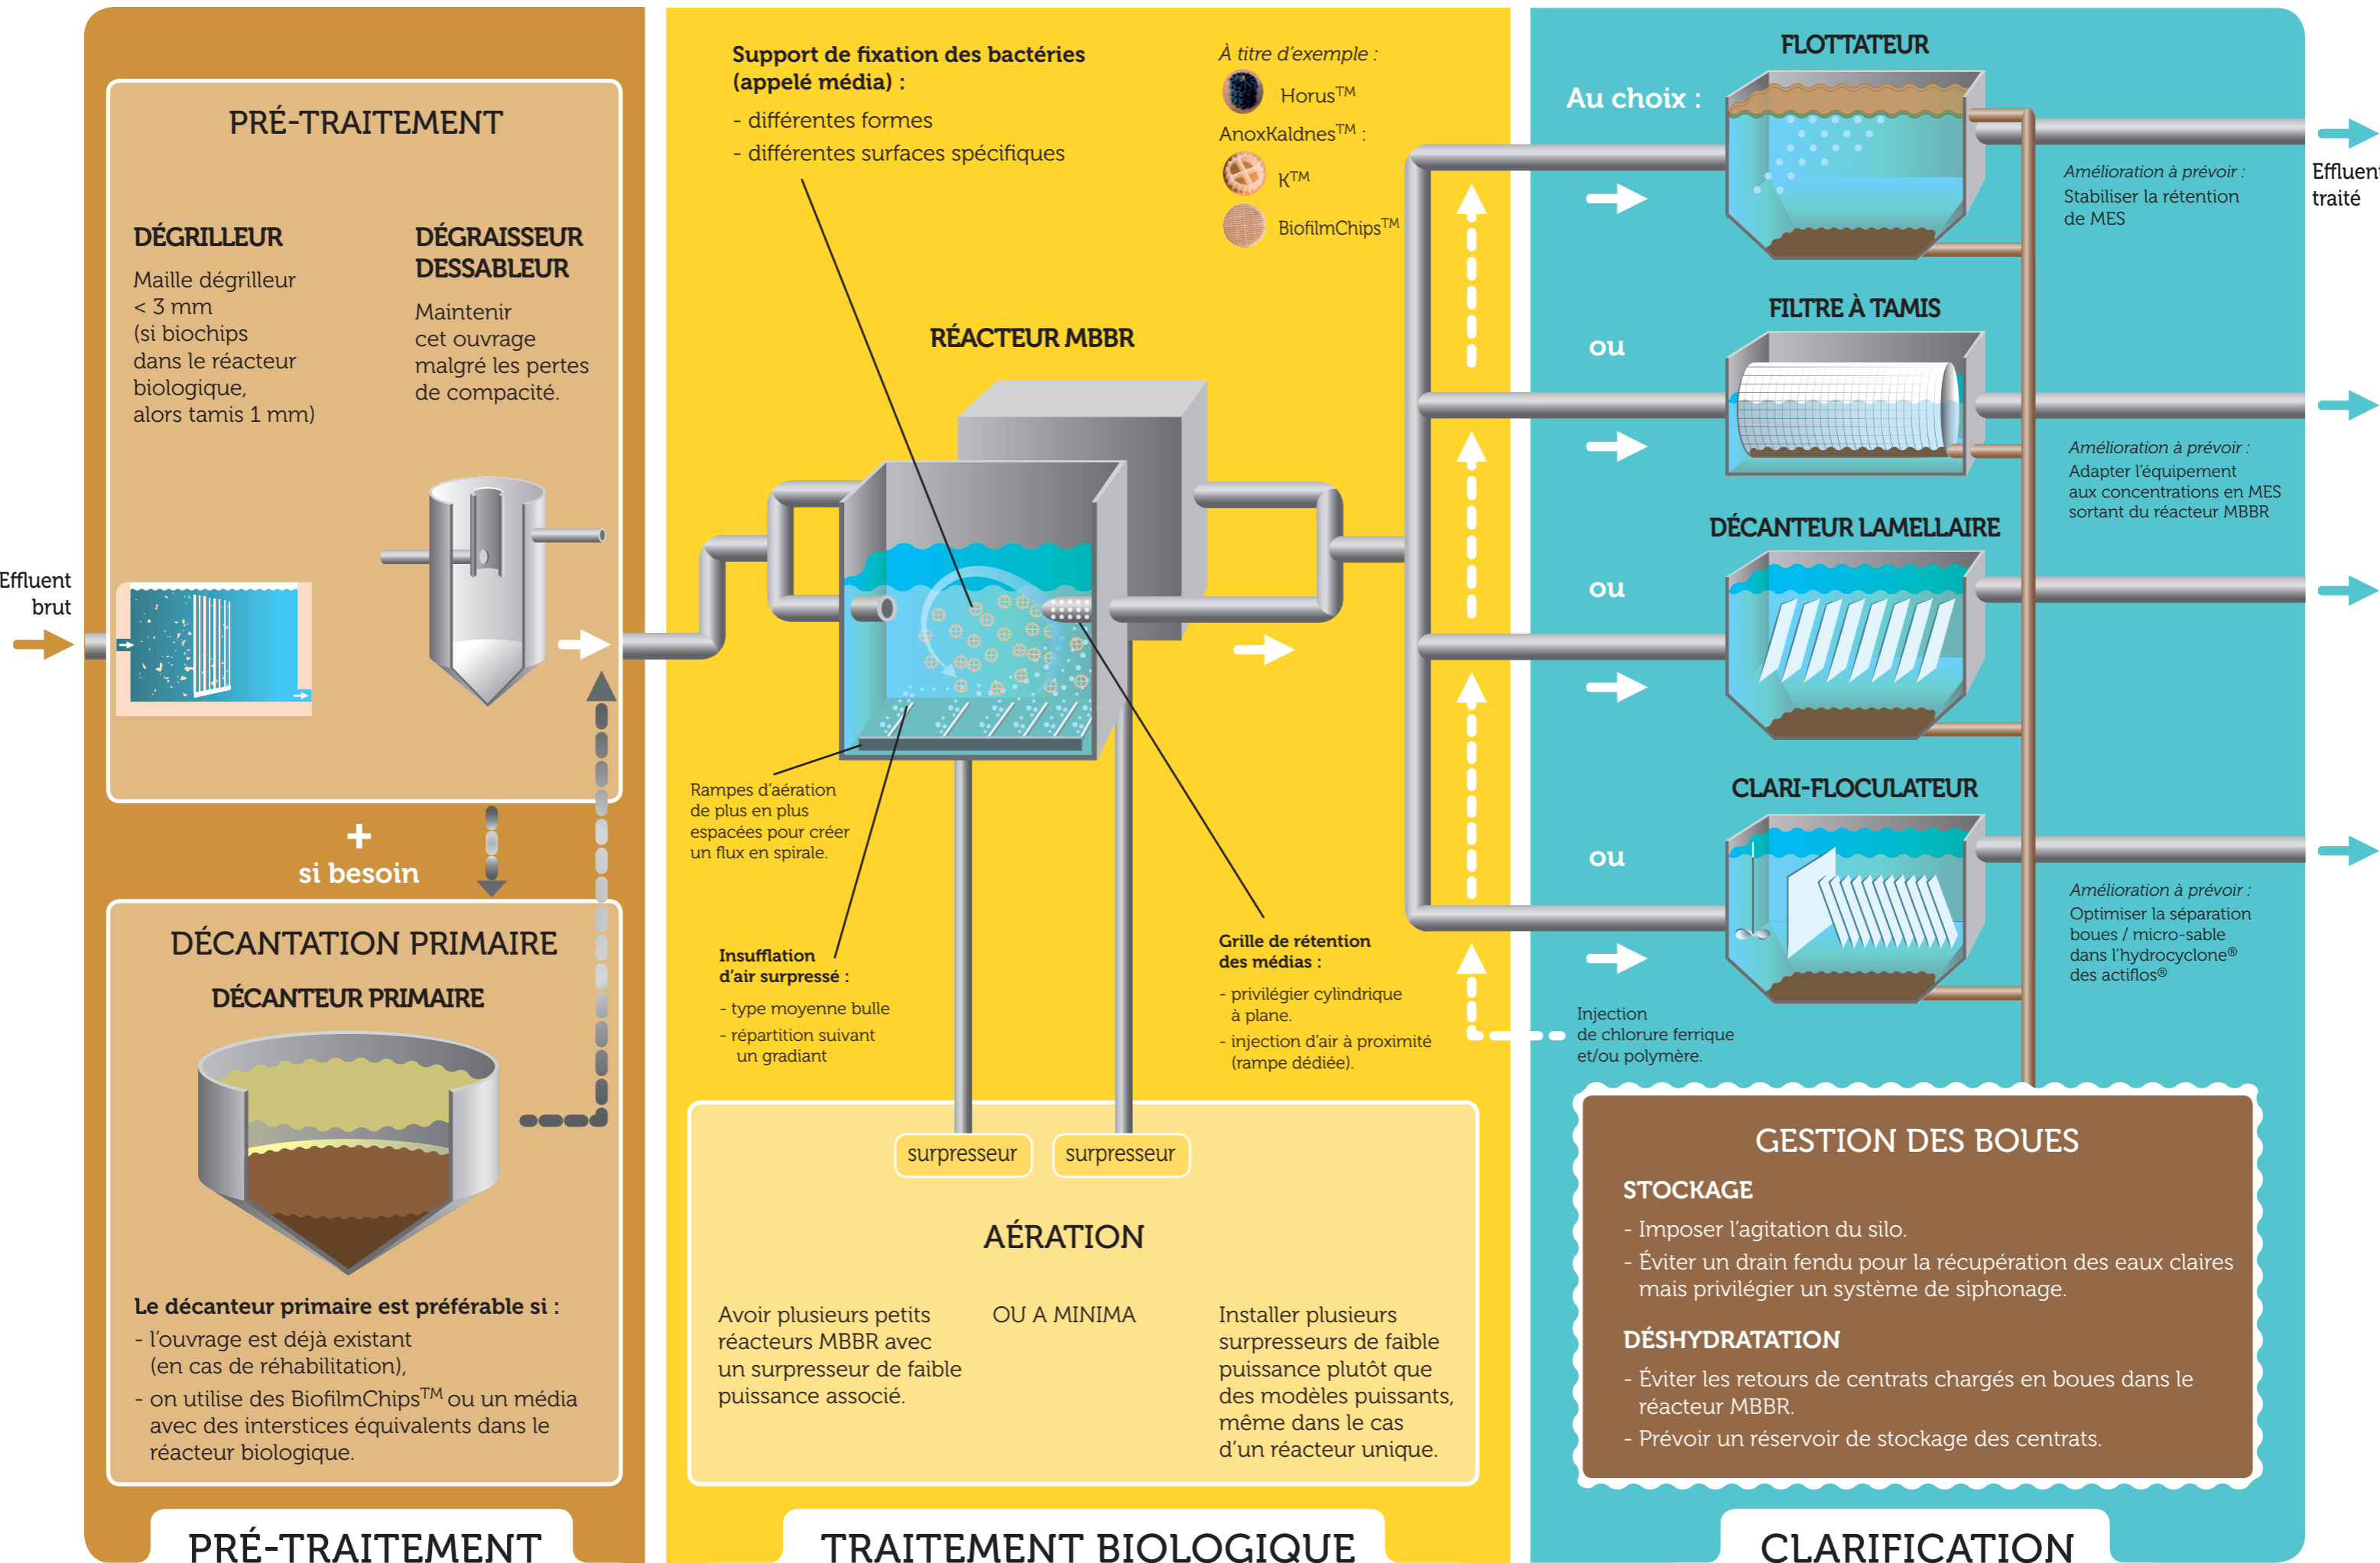 Effluent
brut
PRÉ-TRAITEMENT
DÉGRILLEUR
Maille dégrilleur
< 3 mm
(si biochips
dans le réacteur
biologique,
alors tamis 1 mm)
DÉGRAISSEUR
DESSABLEUR
Maintenir
cet ouvrage
malgré les pertes
de compacité.
+
si besoin
DÉCANTATION PRIMAIRE
DÉCANTEUR PRIMAIRE
Le décanteur primaire est préférable si :
- l'ouvrage est déjà existant
(en cas de réhabilitation),
- on utilise des BiofilmChips™ ou un média
avec des interstices équivalents dans le
réacteur biologique.
PRÉ-TRAITEMENT
Support de fixation des bactéries
(appelé média) :
- différentes formes
- différentes surfaces spécifiques
À titre d'exemple :
Horus™
AnoxKaldnes™ :
K™
BiofilmChips™
RÉACTEUR MBBR
Rampes d'aération
de plus en plus
espacées pour créer
un flux en spirale.
Insufflation
d'air surpressé :
- type moyenne bulle
- répartition suivant
un gradiant
Grille de rétention
des médias :
- privilégier cylindrique
à plane.
- injection d'air à proximité
(rampe dédiée).
surpresseur
surpresseur
AÉRATION
Avoir plusieurs petits
réacteurs MBBR avec
un surpresseur de faible
puissance associé.
OU A MINIMA
Installer plusieurs
surpresseurs de faible
puissance plutôt que
des modèles puissants,
même dans le cas
d'un réacteur unique.
TRAITEMENT BIOLOGIQUE
Au choix :
FLOTTATEUR
Amélioration à prévoir :
Stabiliser la rétention
de MES
Effluent
traité
ou
FILTRE À TAMIS
Amélioration à prévoir :
Adapter l'équipement
aux concentrations en MES
sortant du réacteur MBBR
ou
DÉCANTEUR LAMELLAIRE
ou
CLARI-FLOCULATEUR
Amélioration à prévoir :
Optimiser la séparation
boues / micro-sable
dans l'hydrocyclone®
des actiflos®
Injection
de chlorure ferrique
et/ou polymère.
GESTION DES BOUES
STOCKAGE
- Imposer l'agitation du silo.
- Éviter un drain fendu pour la récupération des eaux claires
mais privilégier un système de siphonage.
DÉSHYDRATATION
- Éviter les retours de centrats chargés en boues dans le
réacteur MBBR.
- Prévoir un réservoir de stockage des centrats.
CLARIFICATION